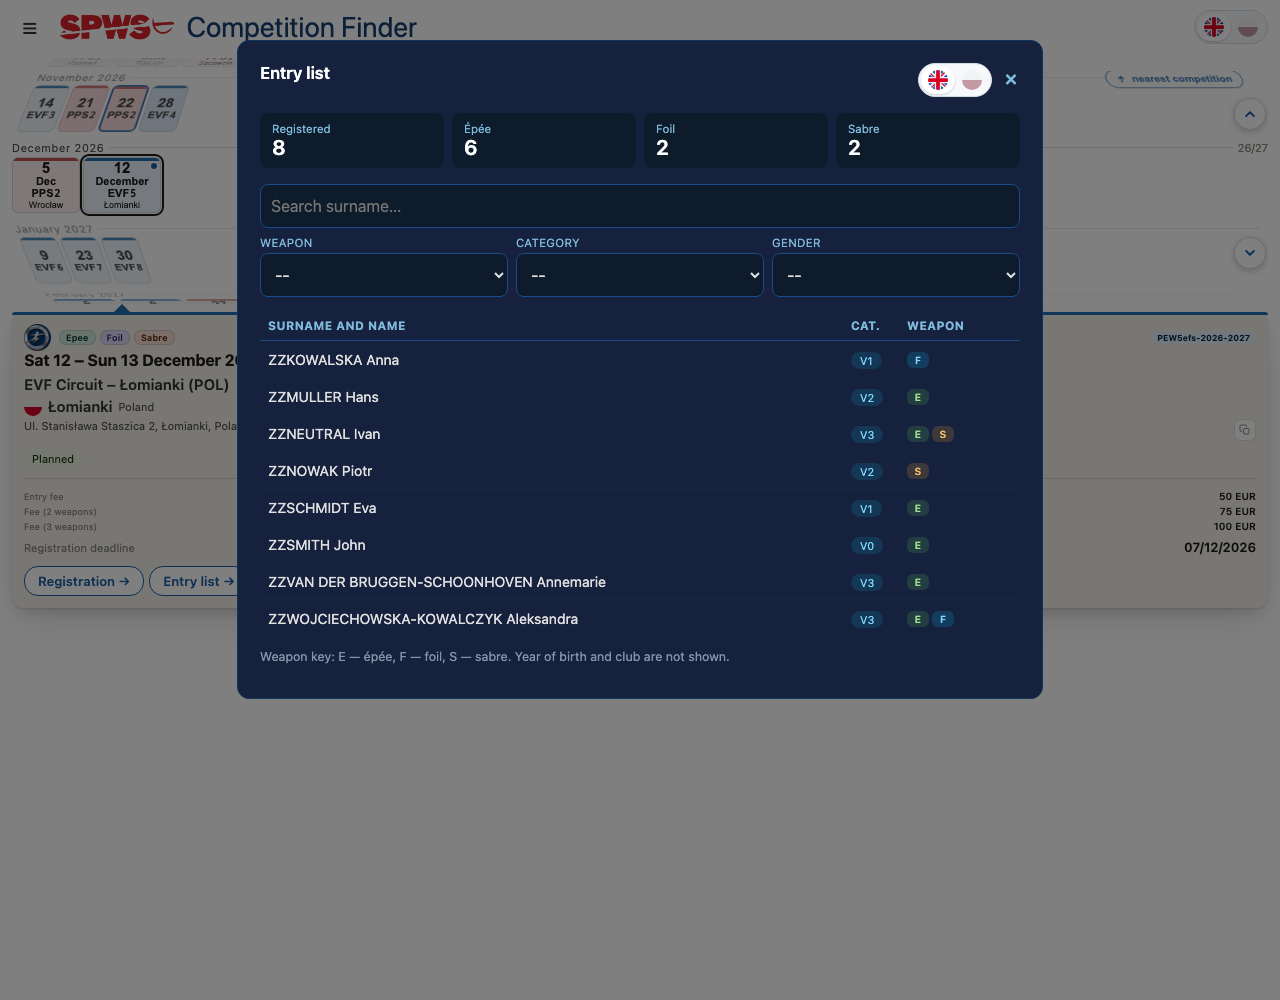 SPWS Competition Finder
November 2026
nearest competition
14 21 22 28
EVF3 PPS2 PPS2 EVF4
December 2026
26/27
5 12
Dec December
PPS2 EVF5
Wrocław Łomianki
January 2027
9 23 30
EVF6 EVF7 EVF8
Epee Foil Sabre
PEW5efs-2026-2027
Sat 12 – Sun 13 December
EVF Circuit – Łomianki (POL)
Łomianki Poland
Ul. Stanisława Staszica 2, Łomianki,
Planned
Entry fee 50 EUR
Fee (2 weapons) 75 EUR
Fee (3 weapons) 100 EUR
Registration deadline 07/12/2026
Registration → Entry list →
Entry list
×
Registered Épée Foil Sabre
8 6 2 2
Search surname...
WEAPON CATEGORY GENDER
-- -- --
SURNAME AND NAME CAT. WEAPON
ZZKOWALSKA Anna V1 F
ZZMULLER Hans V2 E
ZZNEUTRAL Ivan V3 E S
ZZNOWAK Piotr V2 S
ZZSCHMIDT Eva V1 E
ZZSMITH John V0 E
ZZVAN DER BRUGGEN-SCHOONHOVEN Annemarie V3 E
ZZWOJCIECHOWSKA-KOWALCZYK Aleksandra V3 E F
Weapon key: E — épée, F — foil, S — sabre. Year of birth and club are not shown.